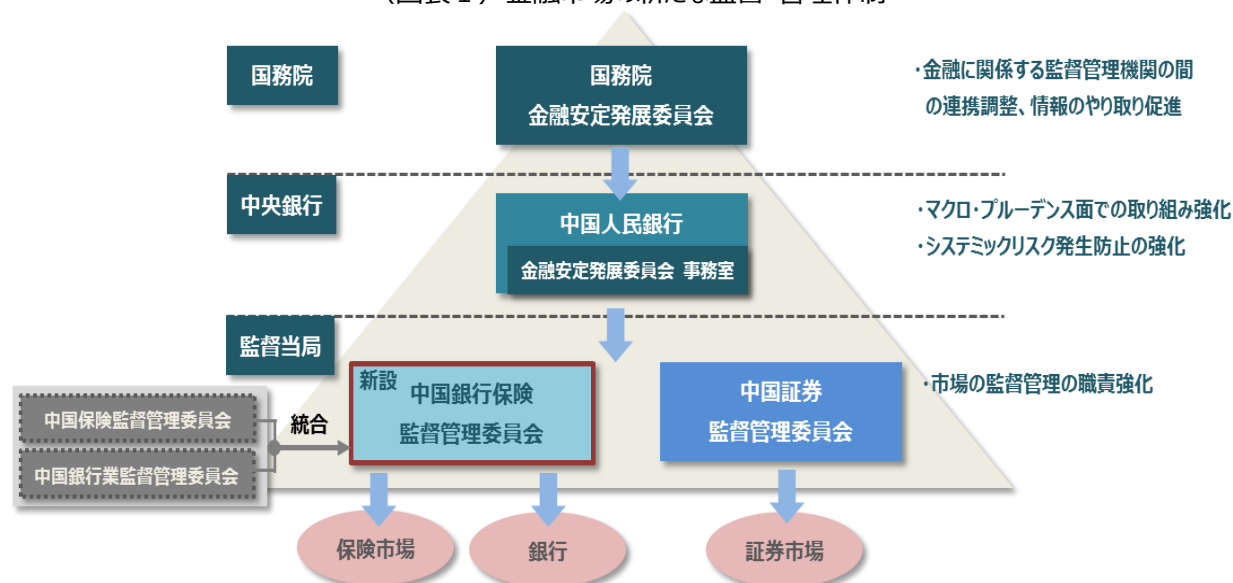 国務院
国務院
金融安定発展委員会
・金融に関係する監督管理機関の間
の連携調整、情報のやり取り促進
中央銀行
中国人民銀行
金融安定発展委員会 事務室
・マクロ・プルーデンス面での取り組み強化
・システミックリスク発生防止の強化
監督当局
新設
中国銀行保険
監督管理委員会
中国証券
監督管理委員会
・市場の監督管理の職責強化
中国保険監督管理委員会
中国銀行業監督管理委員会
統合
保険市場
銀行
証券市場